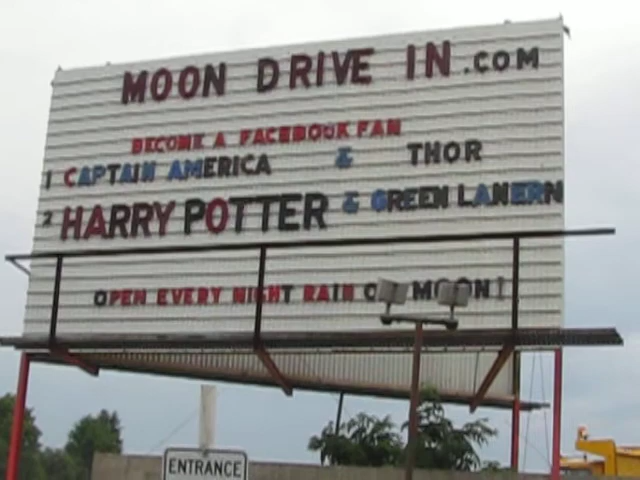 MOON DRIVE IN.COM
BECOME A FACEBOOK FAN
1 CAPTAIN AMERICA & THOR
2 HARRY POTTER & GREEN LANERN
OPEN EVERY NIGHT RAIN OR MOON!
ENTRANCE